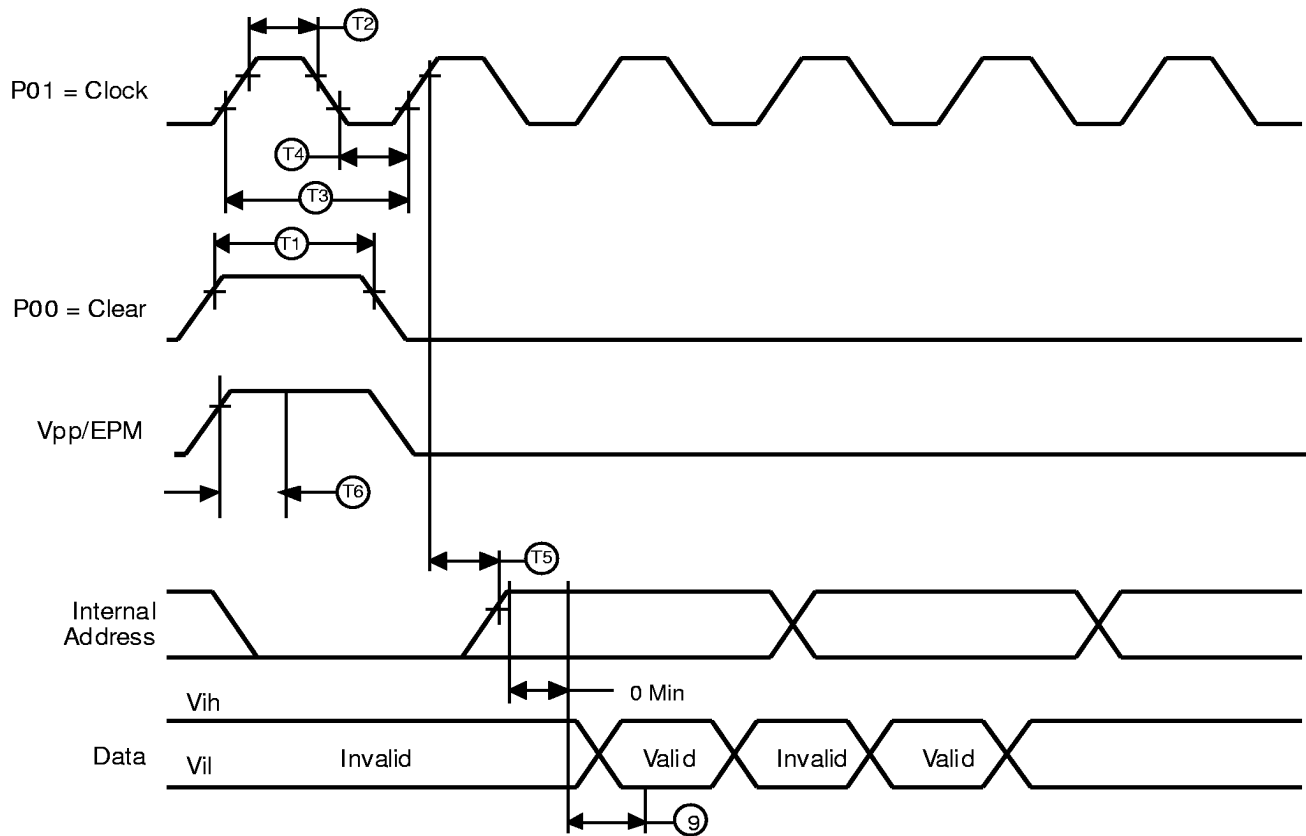 T2
P01 = Clock
T4
T3
T1
P00 = Clear
Vpp/EPM
T6
T5
Internal
Address
0 Min
Vih
Data
Vil
Invalid
Valid
Invalid
Valid
9